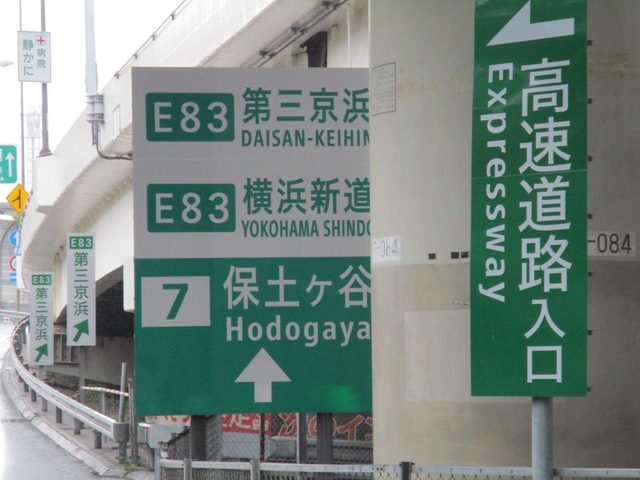 病院
静かに
E83 第三京浜
DAISAN-KEIHIN
E83 横浜新道
YOKOHAMA SHINDO
7 保土ヶ谷
Hodogaya
高速道路入口
Expressway
-084
E83
第三京浜
E83
第三京浜